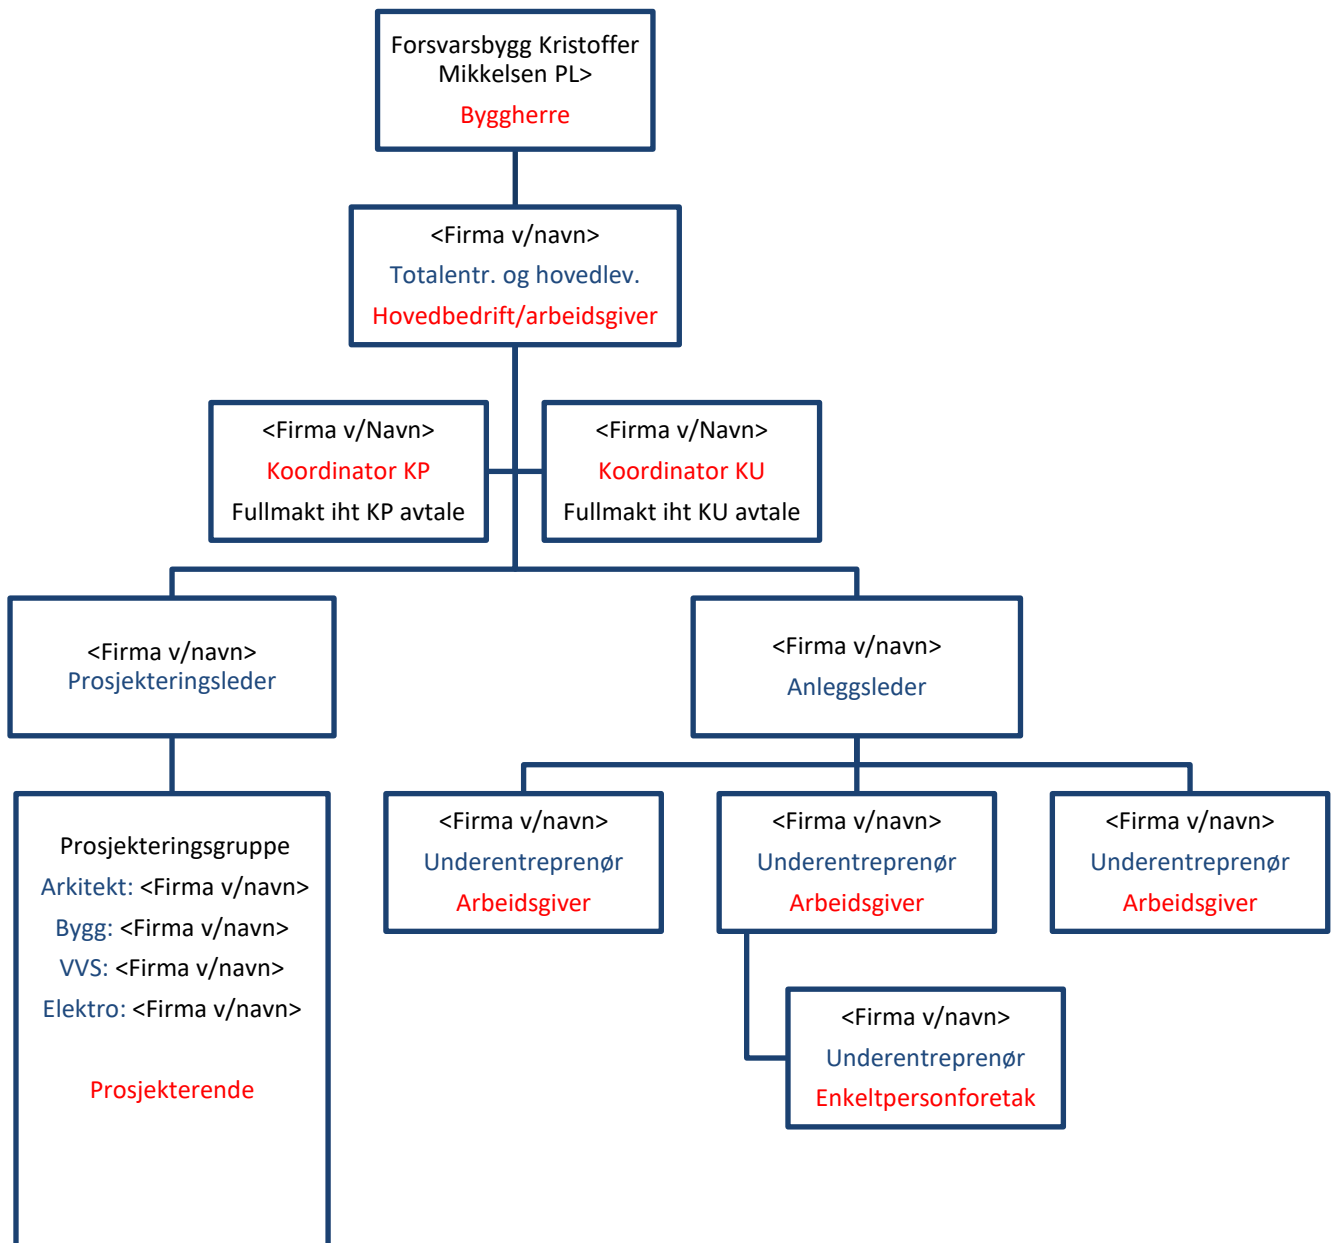 Forsvarsbygg Kristoffer
Mikkelsen PL>
Byggherre
<Firma v/navn>
Totalentr. og hovedlev.
Hovedbedrift/arbeidsgiver
<Firma v/Navn>
Koordinator KP
Fullmakt iht KP avtale
<Firma v/Navn>
Koordinator KU
Fullmakt iht KU avtale
<Firma v/navn>
Prosjekteringsleder
<Firma v/navn>
Anleggsleder
Prosjekteringsgruppe
Arkitekt: <Firma v/navn>
Bygg: <Firma v/navn>
VVS: <Firma v/navn>
Elektro: <Firma v/navn>
Prosjekterende
<Firma v/navn>
Underentreprenør
Arbeidsgiver
<Firma v/navn>
Underentreprenør
Arbeidsgiver
<Firma v/navn>
Underentreprenør
Arbeidsgiver
<Firma v/navn>
Underentreprenør
Enkeltpersonforetak